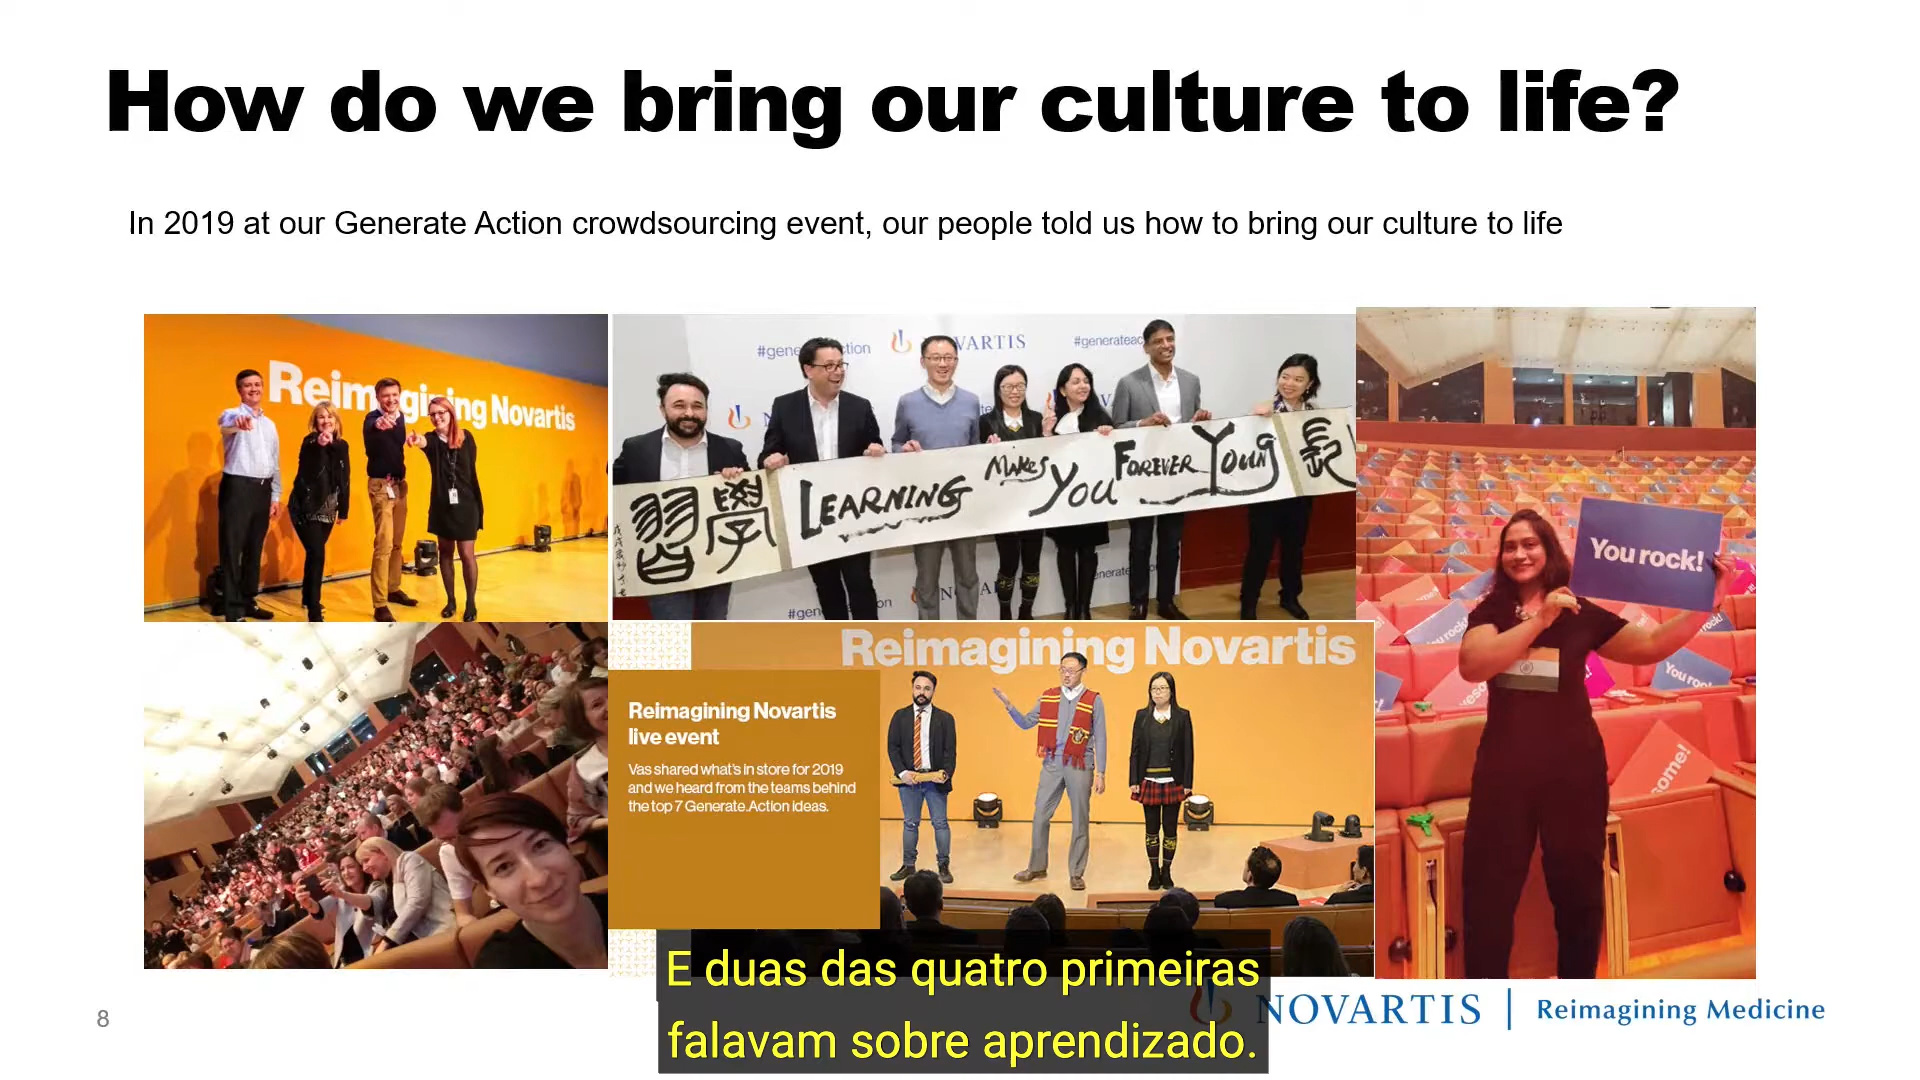 How do we bring our culture to life?
In 2019 at our Generate Action crowdsourcing event, our people told us how to bring our culture to life
Reimagining Novartis
NOVARTIS
習學
LEARNING MAKES YOU FOREVER YOUNG
長
You rock!
Reimagining Novartis
Reimagining Novartis
live event
Vas shared what's in store for 2019
and we heard from the teams behind
the top 7 Generate.Action ideas.
E duas das quatro primeiras
falavam sobre aprendizado.
8
NOVARTIS | Reimagining Medicine